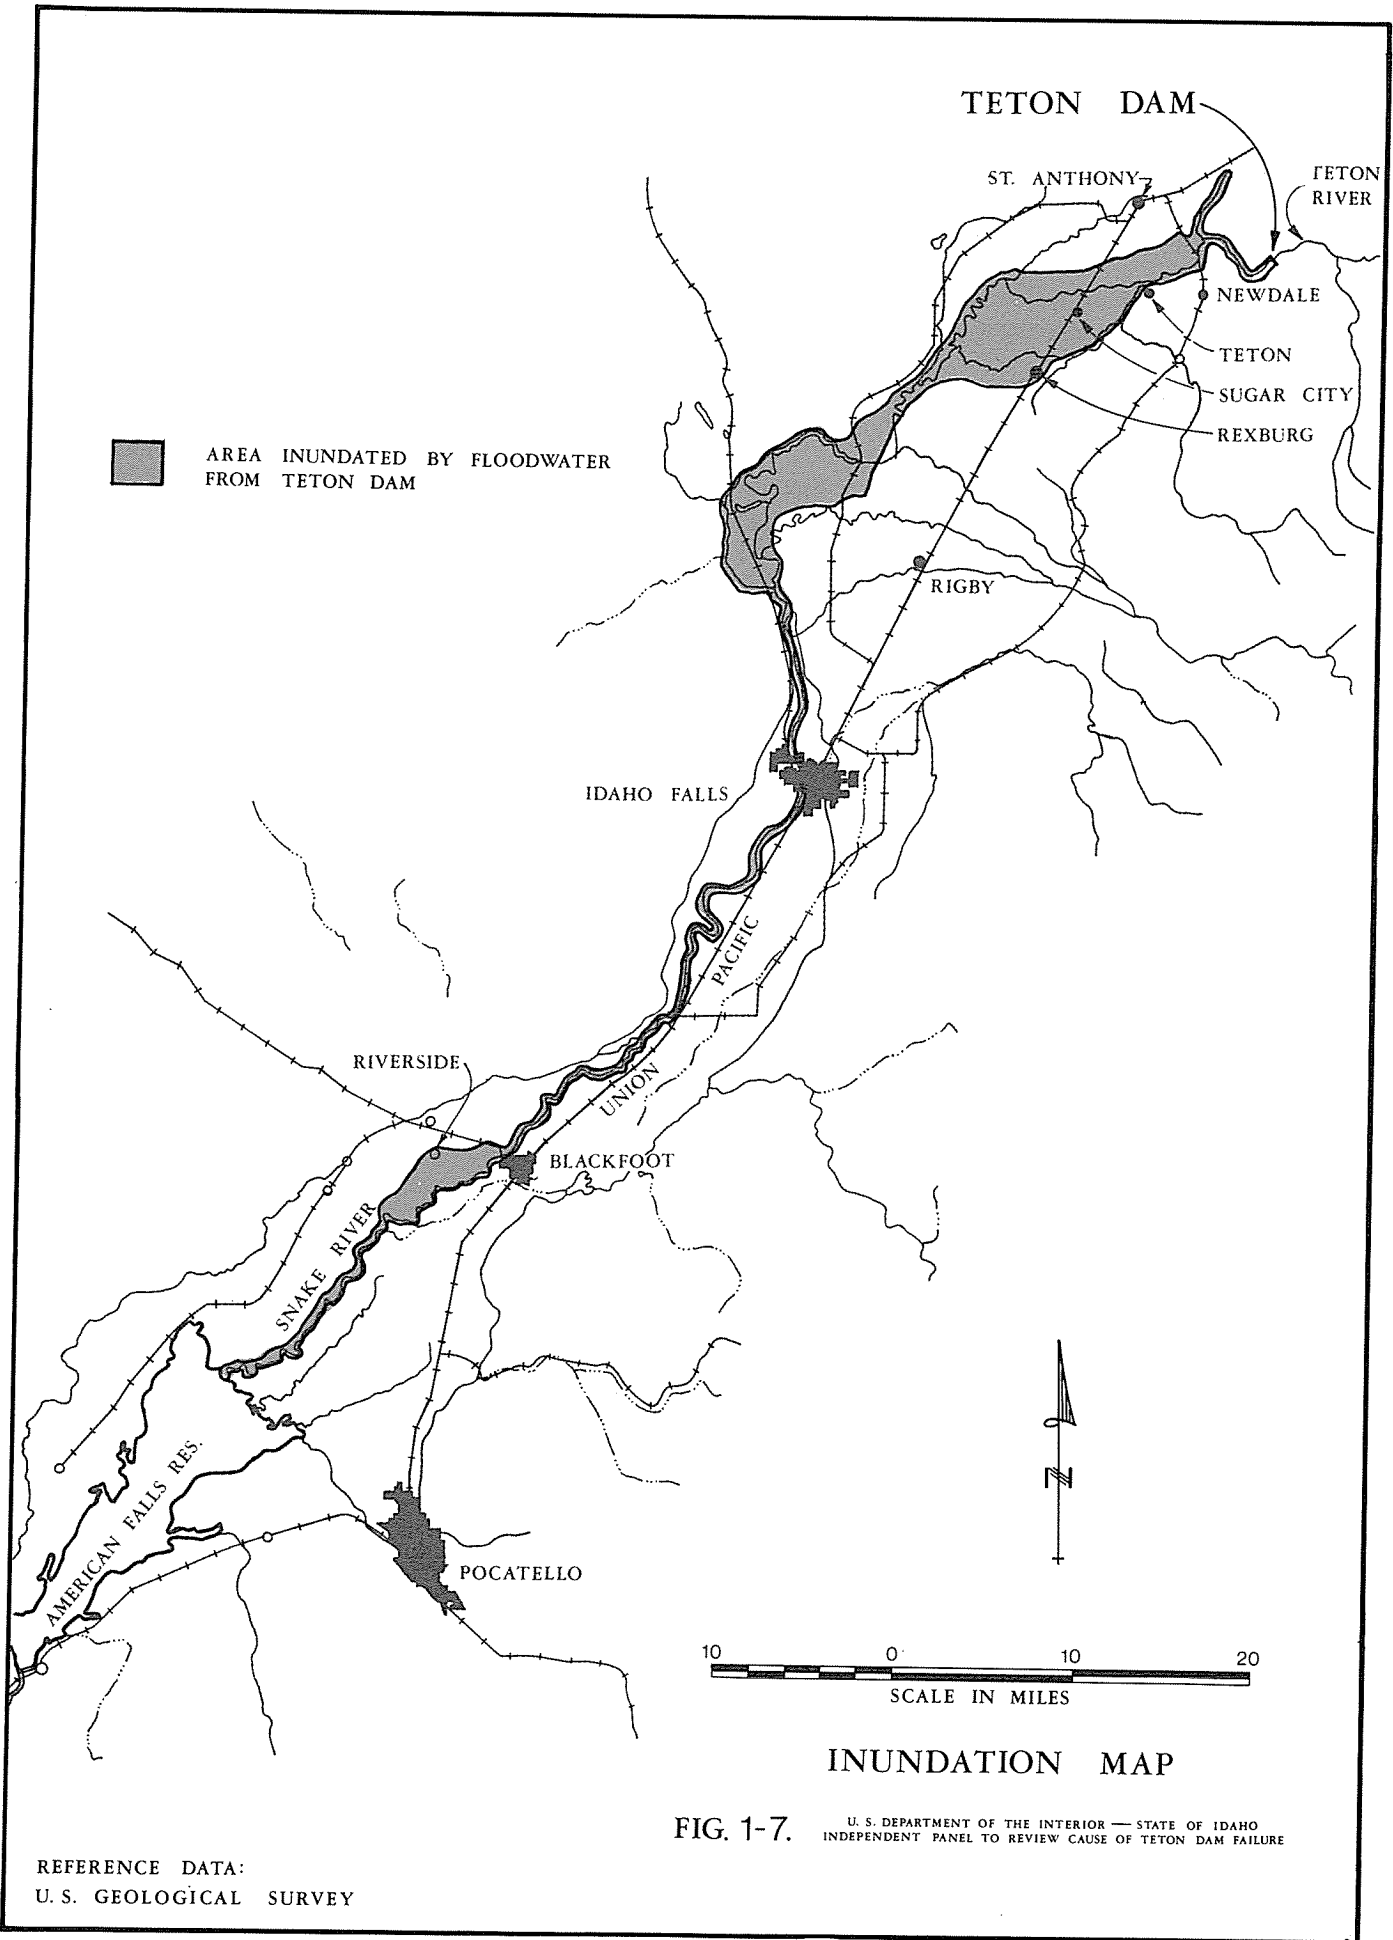 TETON DAM
ST. ANTHONY
TETON
RIVER
NEWDALE
TETON
SUGAR CITY
REXBURG
AREA INUNDATED BY FLOODWATER
FROM TETON DAM
RIGBY
IDAHO FALLS
PACIFIC
UNION
RIVERSIDE
BLACKFOOT
SNAKE RIVER
AMERICAN FALLS RES.
POCATELLO
N
10 0 10 20
SCALE IN MILES
INUNDATION MAP
FIG. 1-7.
U. S. DEPARTMENT OF THE INTERIOR — STATE OF IDAHO
INDEPENDENT PANEL TO REVIEW CAUSE OF TETON DAM FAILURE
REFERENCE DATA:
U. S. GEOLOGICAL SURVEY